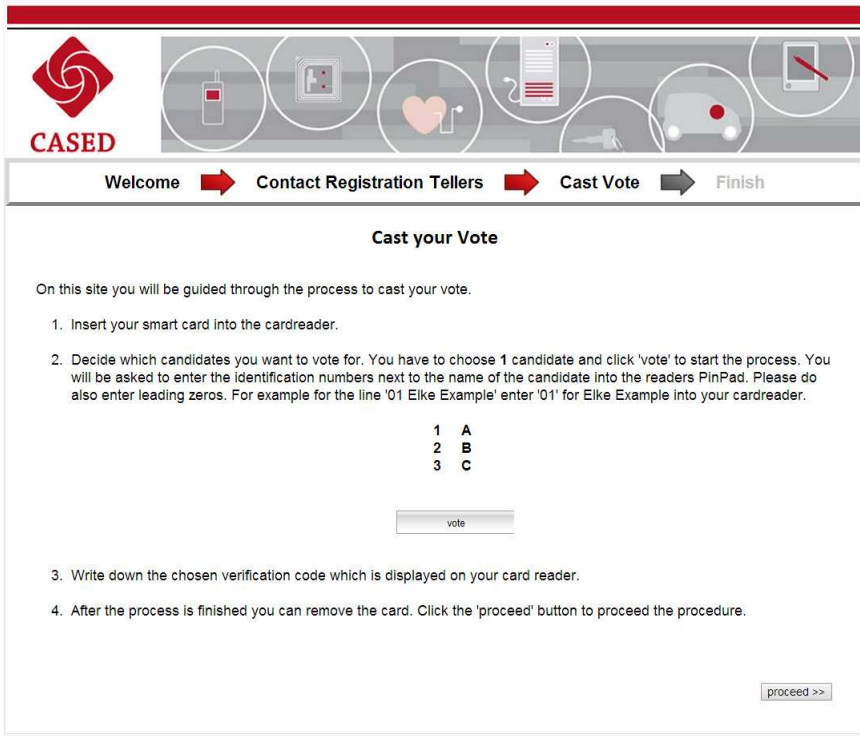 CASED
Welcome Contact Registration Tellers Cast Vote Finish
Cast your Vote
On this site you will be guided through the process to cast your vote.
1. Insert your smart card into the cardreader.
2. Decide which candidates you want to vote for. You have to choose 1 candidate and click 'vote' to start the process. You
will be asked to enter the identification numbers next to the name of the candidate into the readers PinPad. Please do
also enter leading zeros. For example for the line '01 Elke Example' enter '01' for Elke Example into your cardreader.
1 A
2 B
3 C
vote
3. Write down the chosen verification code which is displayed on your card reader.
4. After the process is finished you can remove the card. Click the 'proceed' button to proceed the procedure.
proceed >>